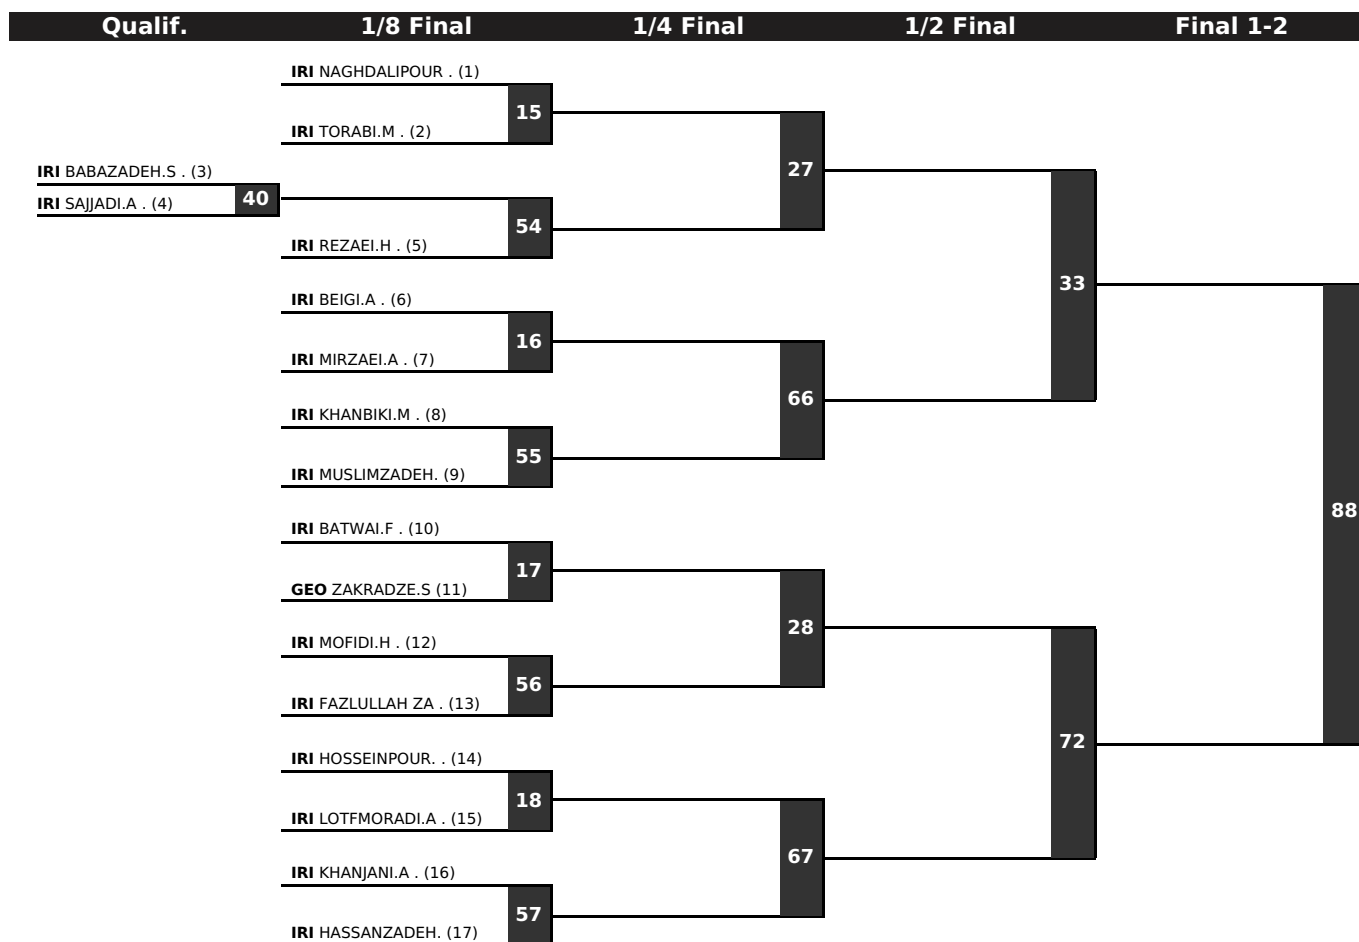 Qualif. 1/8 Final 1/4 Final 1/2 Final Final 1-2
IRI NAGHDALIPOUR . (1)
15
IRI TORABI.M . (2)
IRI BABAZADEH.S . (3)
27
40
IRI SAJJADI.A . (4)
54
IRI REZAEI.H . (5)
33
IRI BEIGI.A . (6)
16
IRI MIRZAEI.A . (7)
66
IRI KHANBIKI.M . (8)
55
IRI MUSLIMZADEH. (9)
88
IRI BATWAI.F . (10)
17
GEO ZAKRADZE.S (11)
28
IRI MOFIDI.H . (12)
56
IRI FAZLULLAH ZA . (13)
72
IRI HOSSEINPOUR. . (14)
18
IRI LOTFMORADI.A . (15)
67
IRI KHANJANI.A . (16)
57
IRI HASSANZADEH. (17)